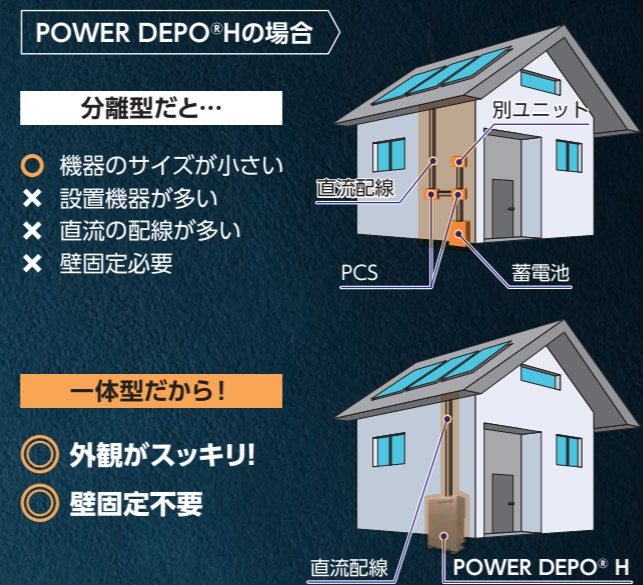 POWER DEPO®Hの場合
分離型だと…
○ 機器のサイズが小さい
× 設置機器が多い
× 直流の配線が多い
× 壁固定必要
別ユニット
直流配線
PCS
蓄電池
一体型だから!
◎ 外観がスッキリ!
◎ 壁固定不要
直流配線
POWER DEPO® H